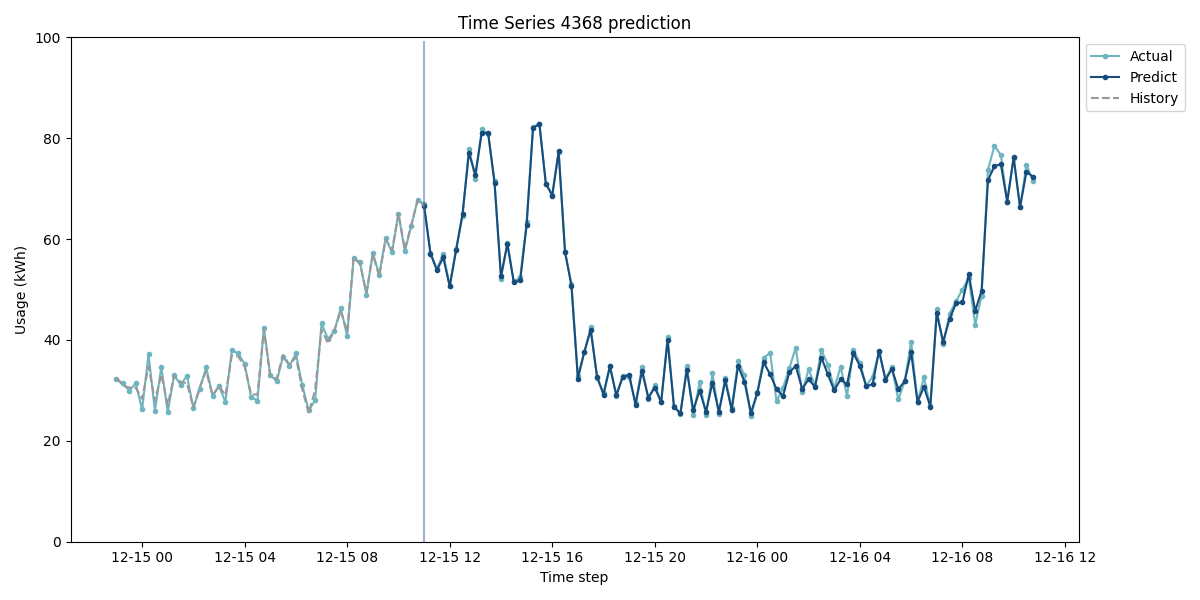 Time Series 4368 prediction
100
80
60
40
20
0
Usage (kWh)
12-15 00
12-15 04
12-15 08
12-15 12
12-15 16
12-15 20
12-16 00
12-16 04
12-16 08
12-16 12
Time step
Actual
Predict
History